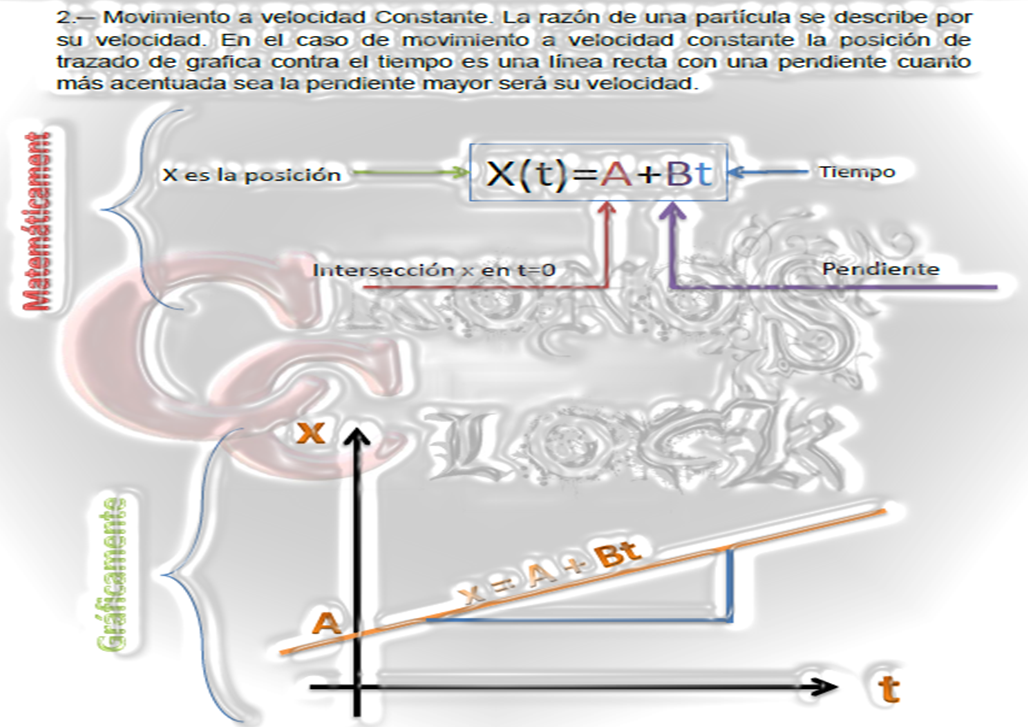 2.— Movimiento a velocidad Constante. La razón de una partícula se describe por
su velocidad. En el caso de movimiento a velocidad constante la posición de
trazado de grafica contra el tiempo es una línea recta con una pendiente cuanto
más acentuada sea la pendiente mayor será su velocidad.
Matemáticament
X es la posición
X(t)=A+Bt
Tiempo
Intersección x en t=0
Pendiente
Cronos
Clock
Gráficamente
x
x = A + Bt
A
t